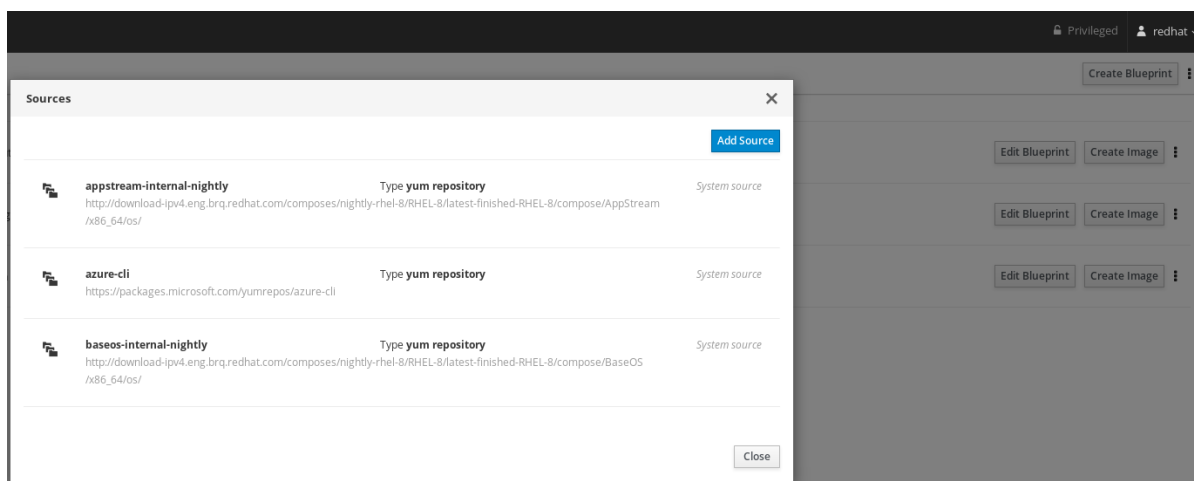 Privileged redhat
Create Blueprint
Sources
Add Source
appstream-internal-nightly Type yum repository System source
http://download-ipv4.eng.brq.redhat.com/composes/nightly-rhel-8/RHEL-8/latest-finished-RHEL-8/compose/AppStream
/x86_64/os/
azure-cli Type yum repository System source
https://packages.microsoft.com/yumrepos/azure-cli
baseos-internal-nightly Type yum repository System source
http://download-ipv4.eng.brq.redhat.com/composes/nightly-rhel-8/RHEL-8/latest-finished-RHEL-8/compose/BaseOS
/x86_64/os/
Close
Edit Blueprint Create Image
Edit Blueprint Create Image
Edit Blueprint Create Image